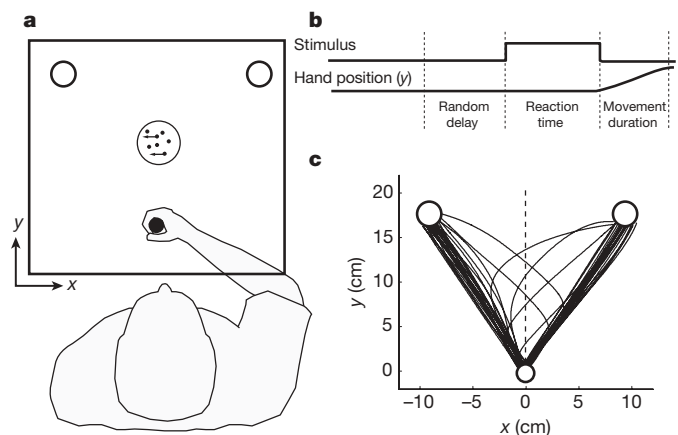 a
y
x
b
Stimulus
Hand position (y)
Random
delay
Reaction
time
Movement
duration
c
20
15
10
5
0
y (cm)
−10
−5
0
5
10
x (cm)